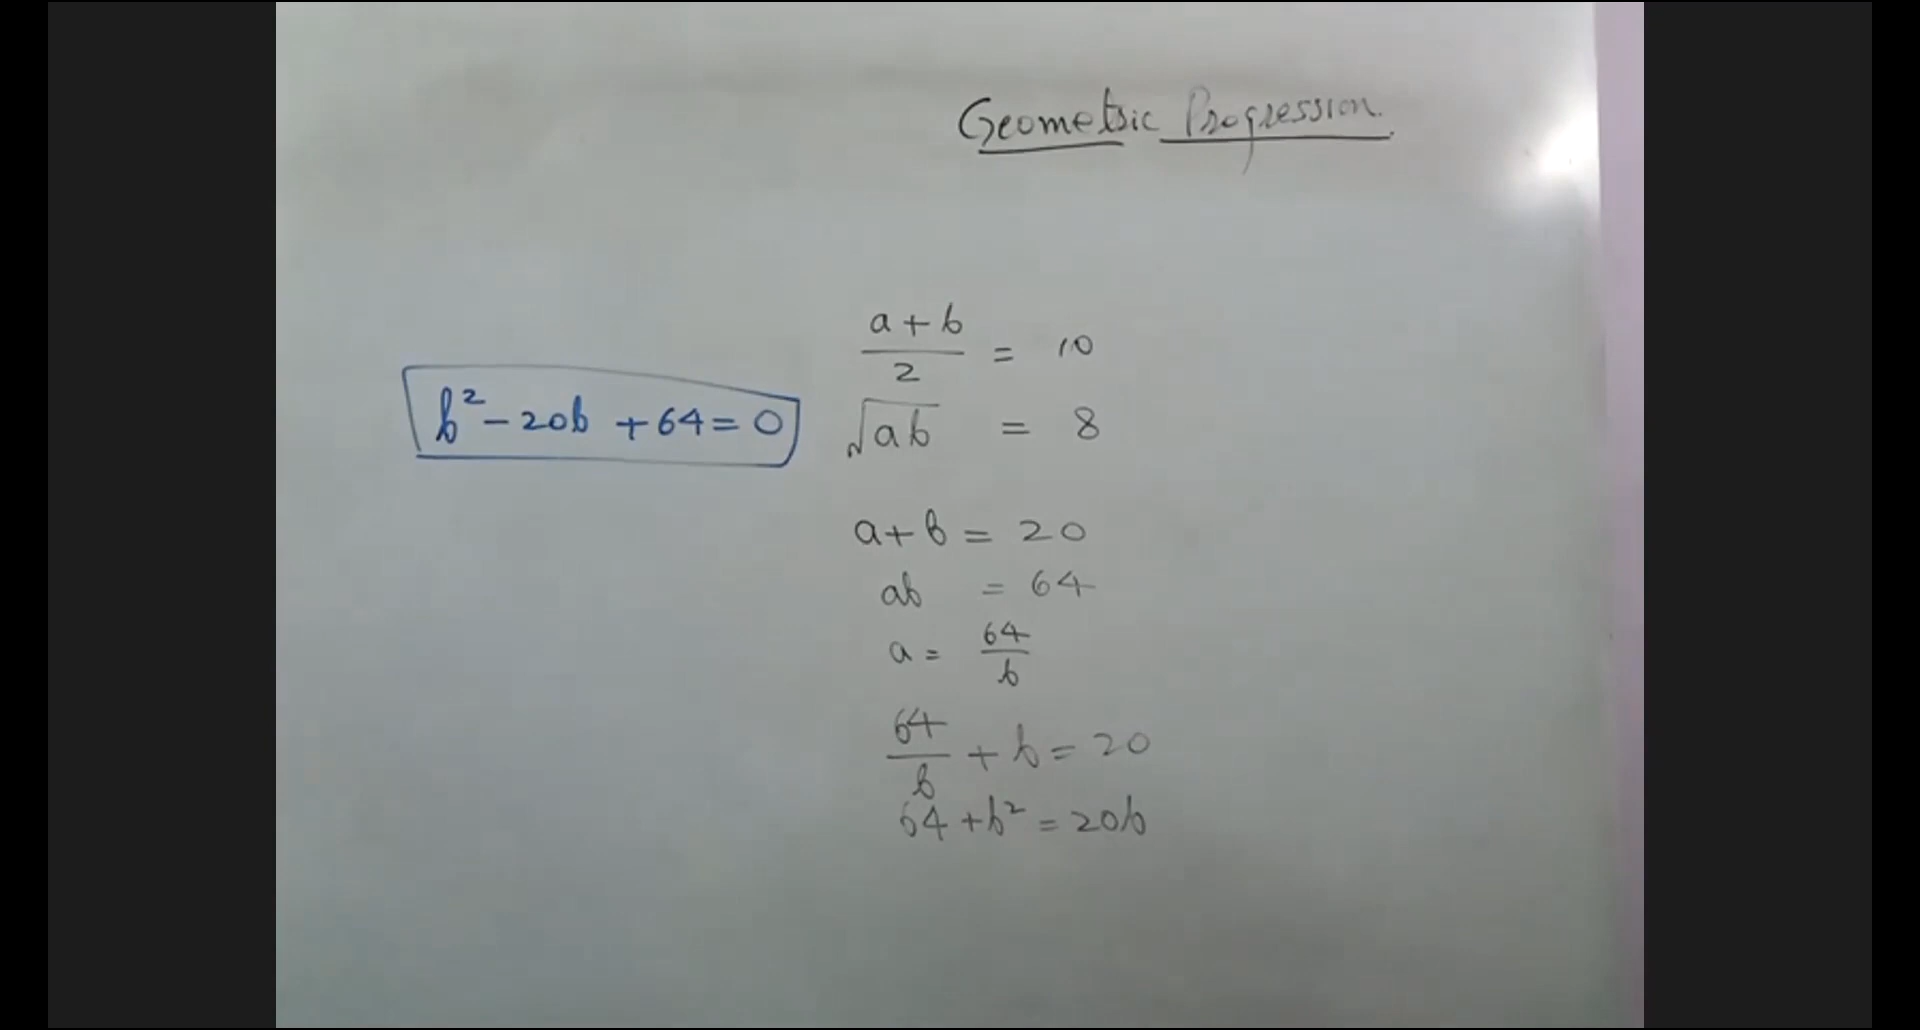 Geometric Progression.
a + b / 2 = 10
b² - 20b + 64 = 0
√ab = 8
a + b = 20
ab = 64
a = 64 / b
64 / b + b = 20
64 + b² = 20b